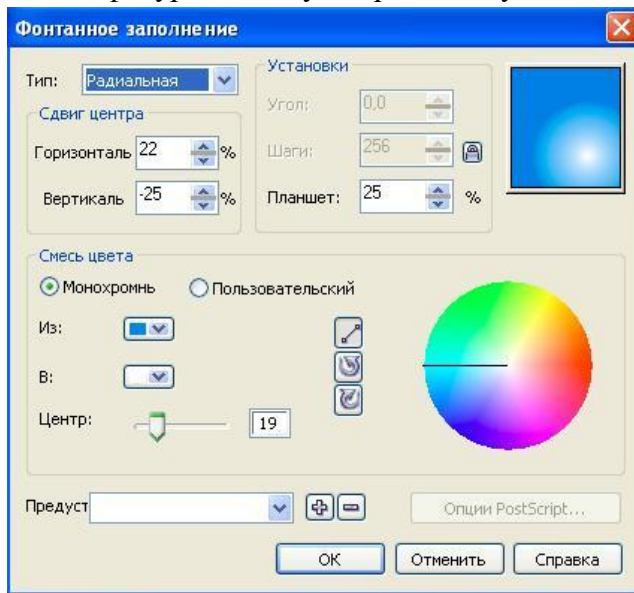 Фонтанное заполнение
Тип: Радиальная
Сдвиг центра
Горизонталь 22 %
Вертикаль -25 %
Установки
Угол: 0,0
Шаги: 256
Планшет: 25 %
Смесь цвета
Монохромнь Пользовательский
Из:
В:
Центр: 19
Предуст
Опции PostScript...
ОК Отменить Справка